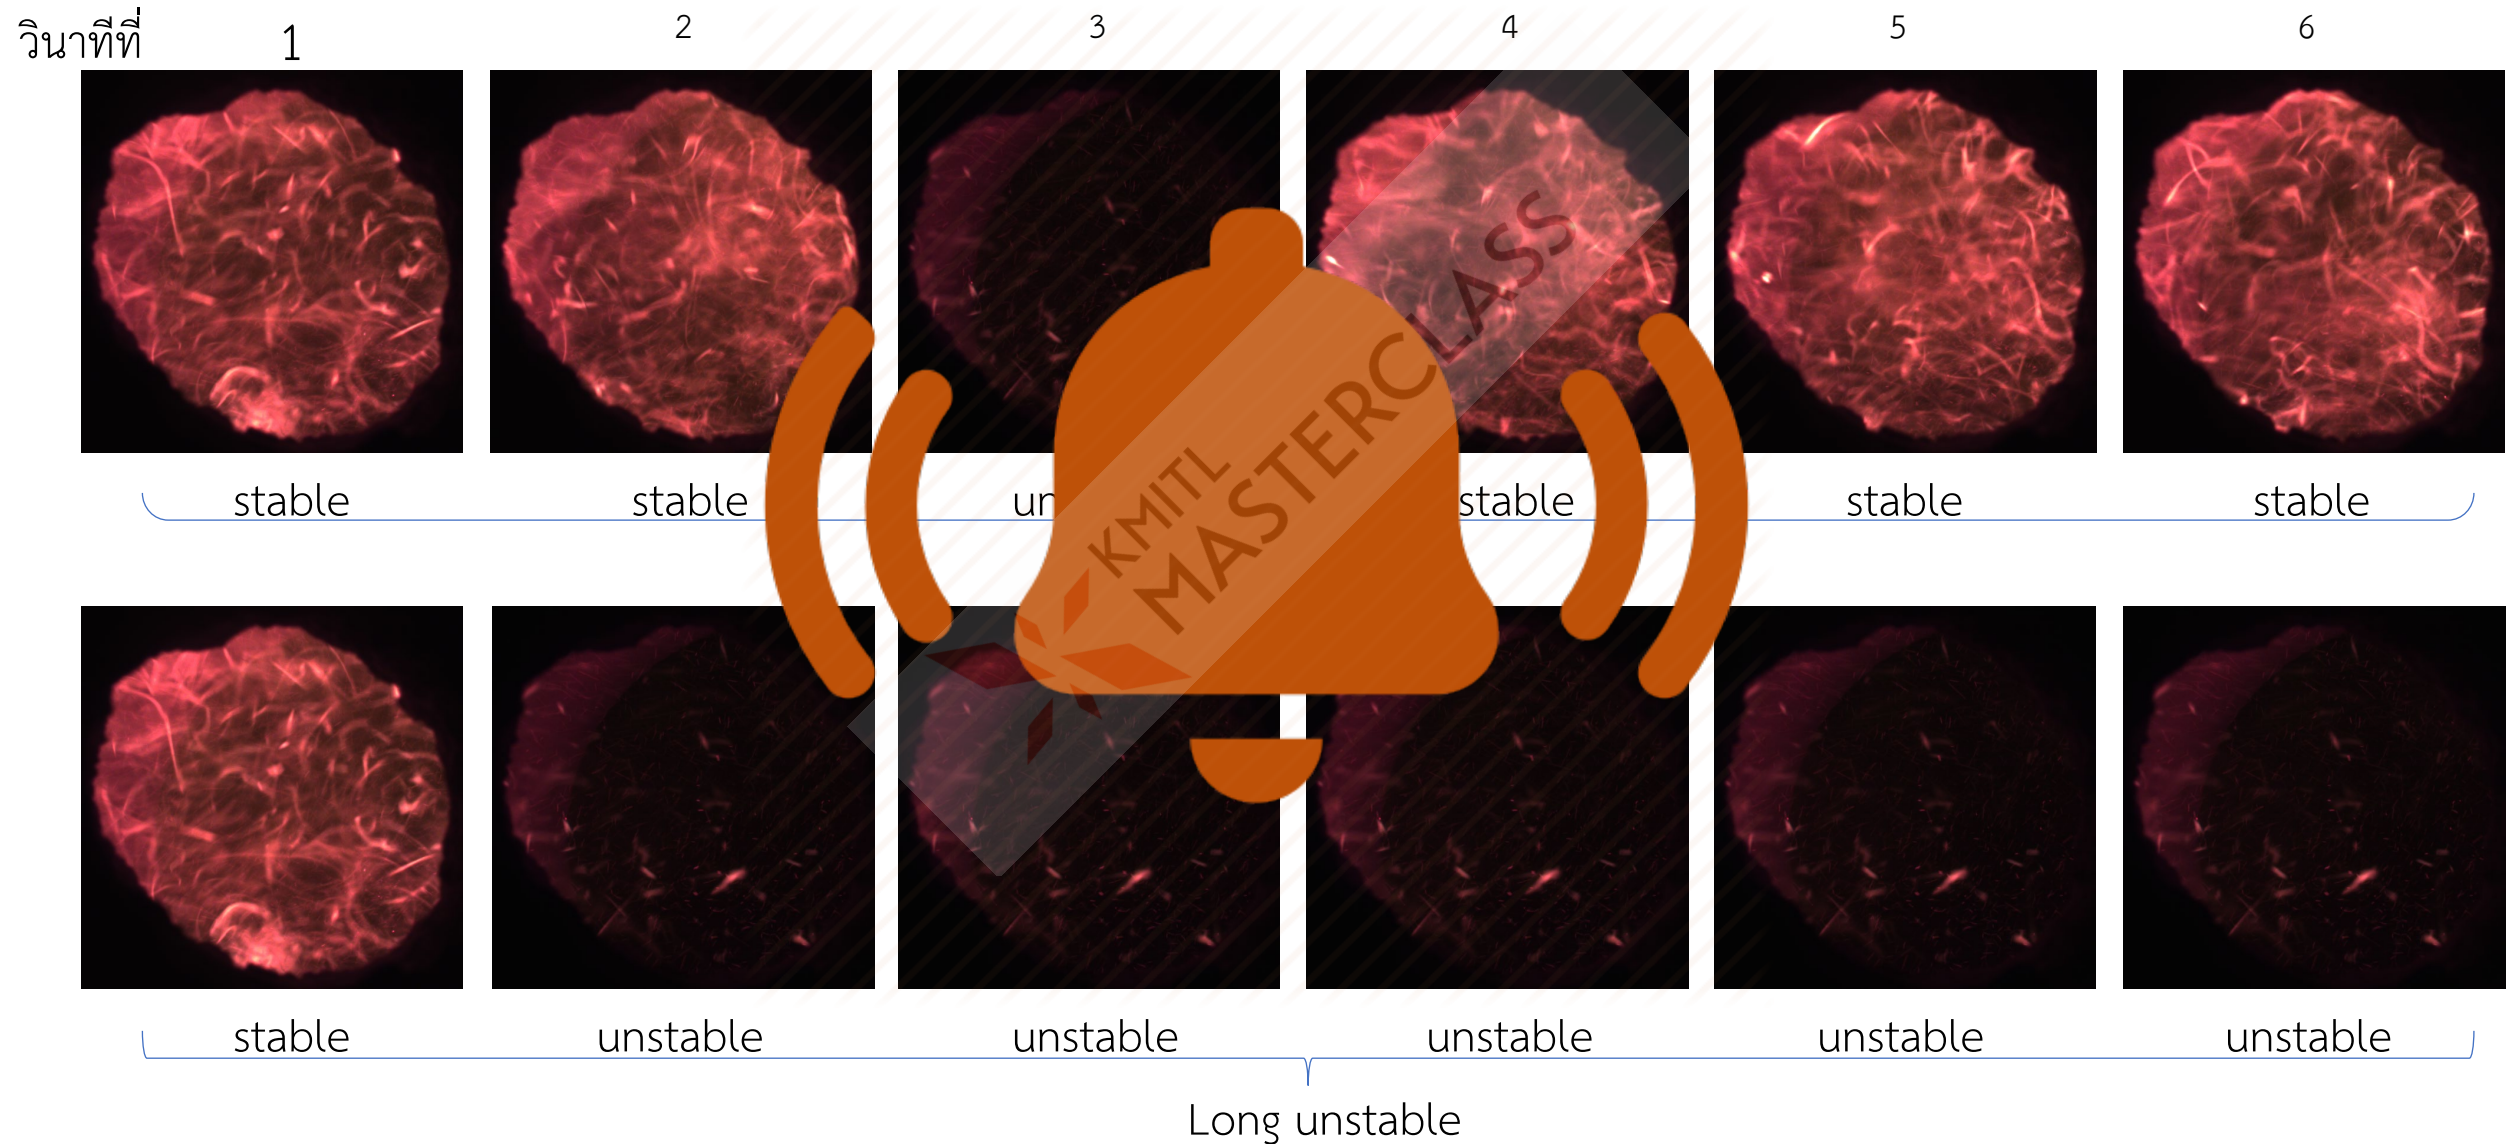 วินาทีที่ 1 2 3 4 5 6
stable stable un stable stable stable
KMITL
MASTERCLASS
stable unstable unstable unstable unstable unstable
Long unstable